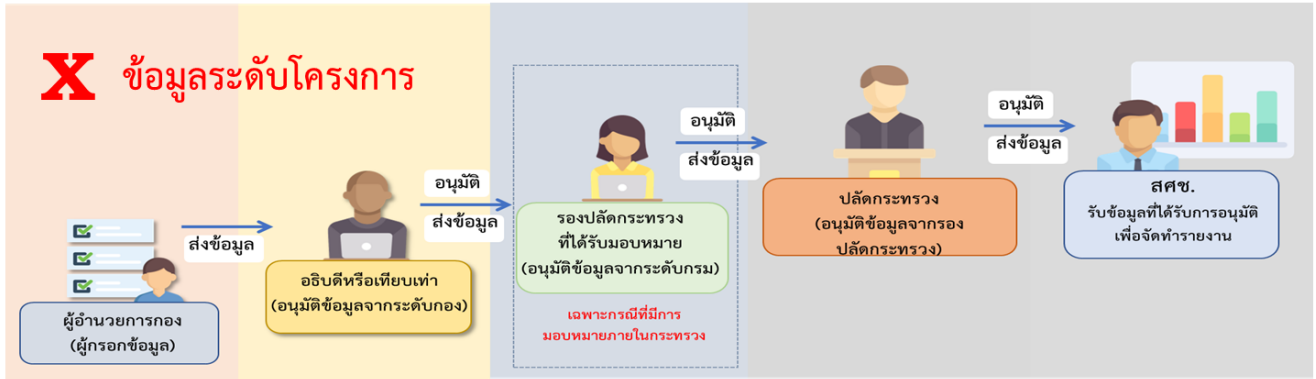 X ข้อมูลระดับโครงการ
ส่งข้อมูล
ผู้อำนวยการกอง
(ผู้กรอกข้อมูล)
อนุมัติ
ส่งข้อมูล
อธิบดีหรือเทียบเท่า
(อนุมัติข้อมูลจากระดับกอง)
อนุมัติ
ส่งข้อมูล
รองปลัดกระทรวง
ที่ได้รับมอบหมาย
(อนุมัติข้อมูลจากระดับกรม)
เฉพาะกรณีที่มีการ
มอบหมายภายในกระทรวง
ปลัดกระทรวง
(อนุมัติข้อมูลจากรอง
ปลัดกระทรวง)
อนุมัติ
ส่งข้อมูล
สศช.
รับข้อมูลที่ได้รับการอนุมัติ
เพื่อจัดทำรายงาน